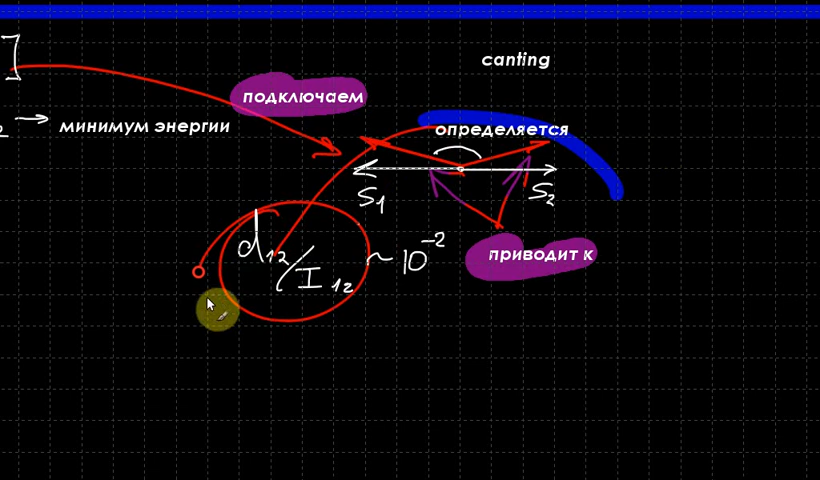 ]
canting
подключаем
→ минимум энергии
определяется
S₁ S₂
d₁₂/I₁₂ ~ 10⁻²
приводит к